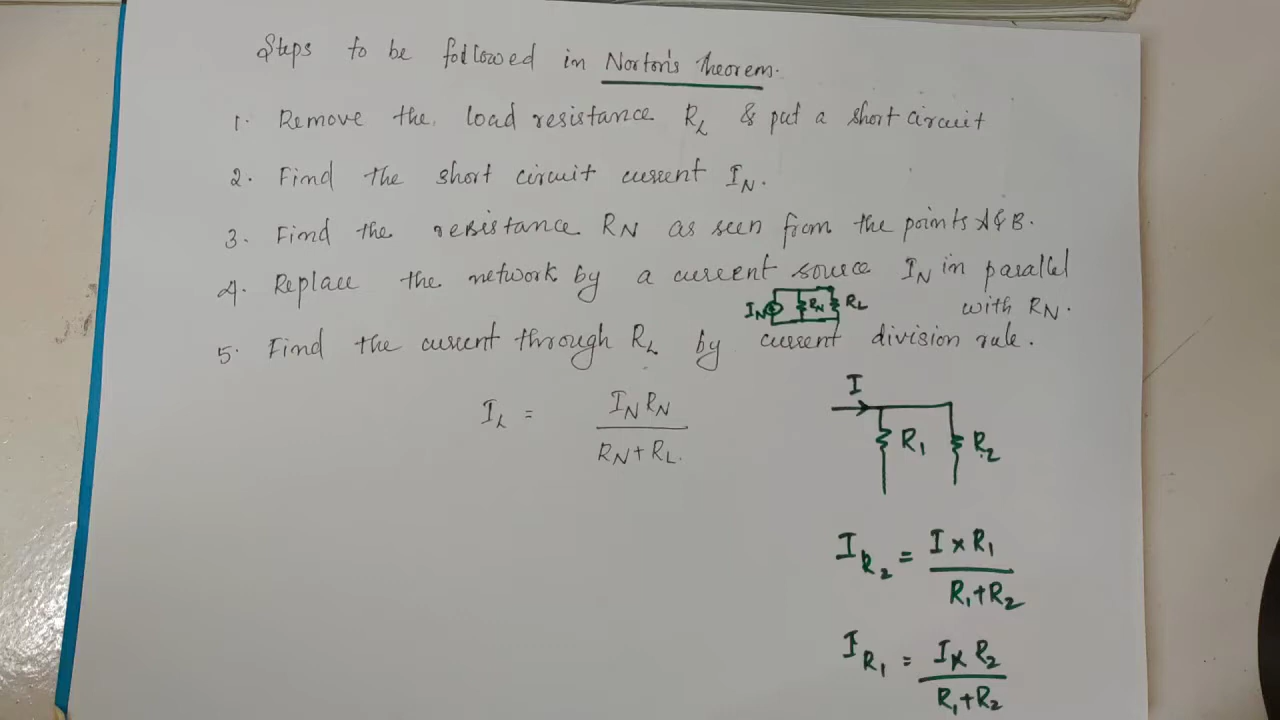 Steps to be followed in Norton's Theorem.
1. Remove the load resistance RL & put a short circuit
2. Find the short circuit current IN.
3. Find the resistance RN as seen from the points A&B.
4. Replace the network by a current source IN in parallel
with RN.
IN RN RL
5. Find the current through RL by current division rule.
IL = IN RN
RN+RL.
I
R1 R2
IR2 = I×R1
R1+R2
IR1 = I×R2
R1+R2